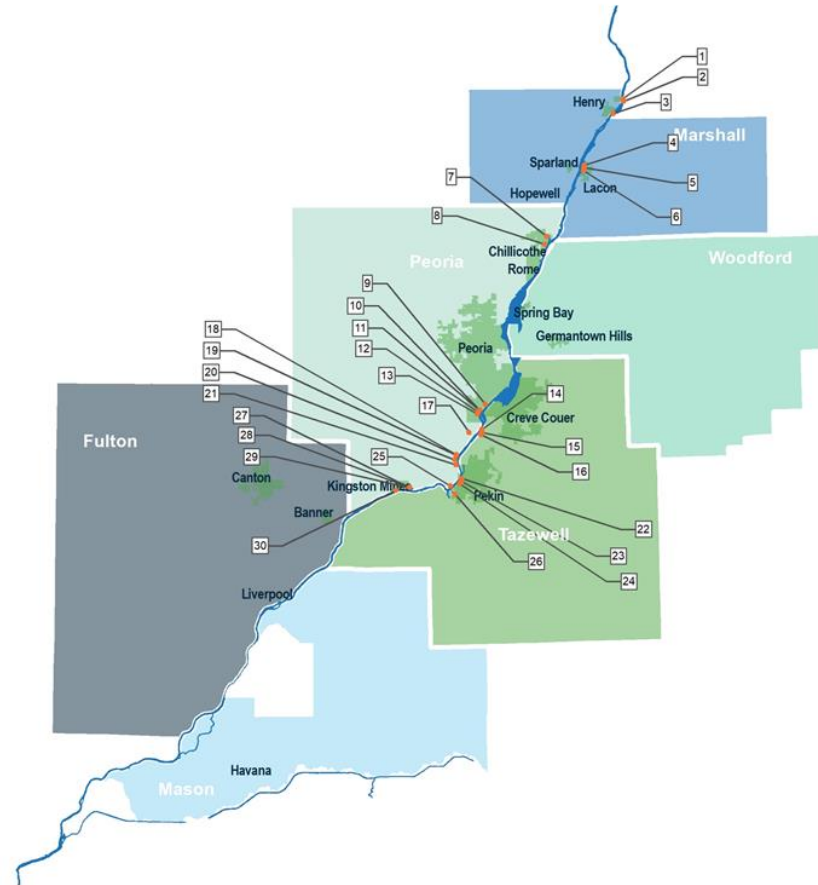 1
2
Henry
3
Marshall
4
Sparland
5
Lacon
7
Hopewell
6
8
Chillicothe
Peoria
Rome
Woodford
9
10
Spring Bay
11
18
Germantown Hills
12
19
Peoria
20
13
14
21
17
Creve Couer
27
15
Fulton
28
16
29
25
Canton
Kingston Mines
Pekin
22
Banner
Tazewell
23
30
26
24
Liverpool
Havana
Mason